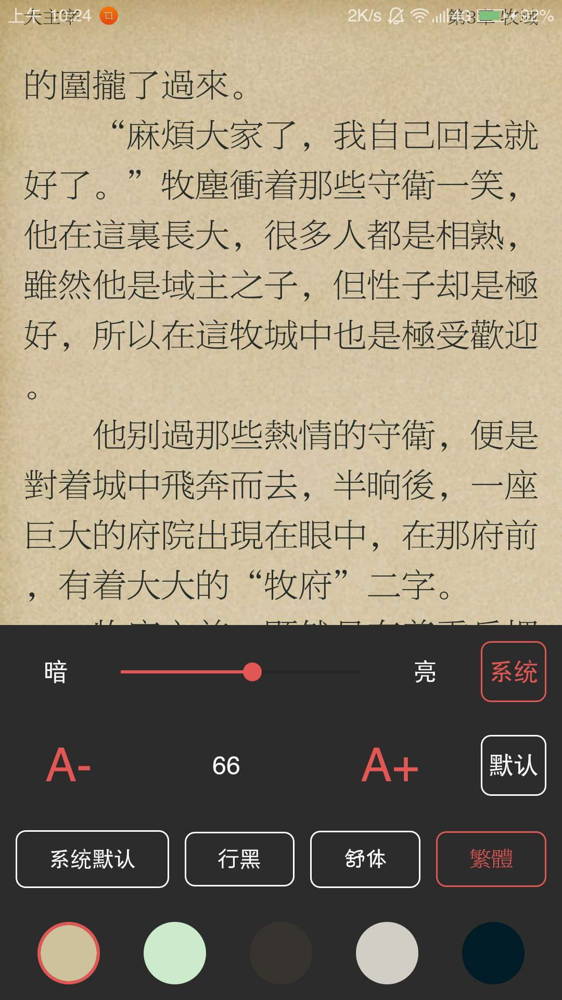 上午 10:24
大主宰
2K/s
4G
92%
第3章 牧域
的圍攏了過來。
“麻煩大家了，我自己回去就
好了。”牧塵衝着那些守衛一笑，
他在這裏長大，很多人都是相熟，
雖然他是域主之子，但性子却是極
好，所以在這牧城中也是極受歡迎
。
他别過那些熱情的守衛，便是
對着城中飛奔而去，半晌後，一座
巨大的府院出現在眼中，在那府前
，有着大大的“牧府”二字。
暗
亮
系统
A-
66
A+
默认
系统默认
行黑
舒体
繁體